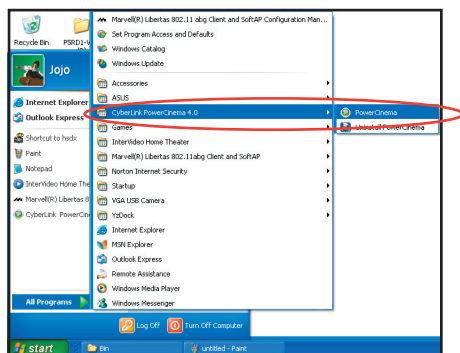 Marvell(R) Libertas 802.11 abg Client and SoftAP Configuration Man...
Set Program Access and Defaults
Windows Catalog
Windows Update
Recycle Bin
P5RD1-V
Jojo
Accessories
ASUS
CyberLink PowerCinema 4.0
Games
InterVideo Home Theater
Marvell(R) Libertas 802.11abg Client and SoftAP
Norton Internet Security
Startup
VGA USB Camera
YzDock
Internet Explorer
MSN Explorer
Outlook Express
Remote Assistance
Windows Media Player
Windows Messenger
PowerCinema
Uninstall PowerCinema
Internet Explorer
Outlook Express
Shortcut to hsdx
Paint
Notepad
InterVideo Home The
Marvell(R) Libertas 8
CyberLink PowerCin
All Programs
Log Off
Turn Off Computer
start
Bin
untitled - Paint